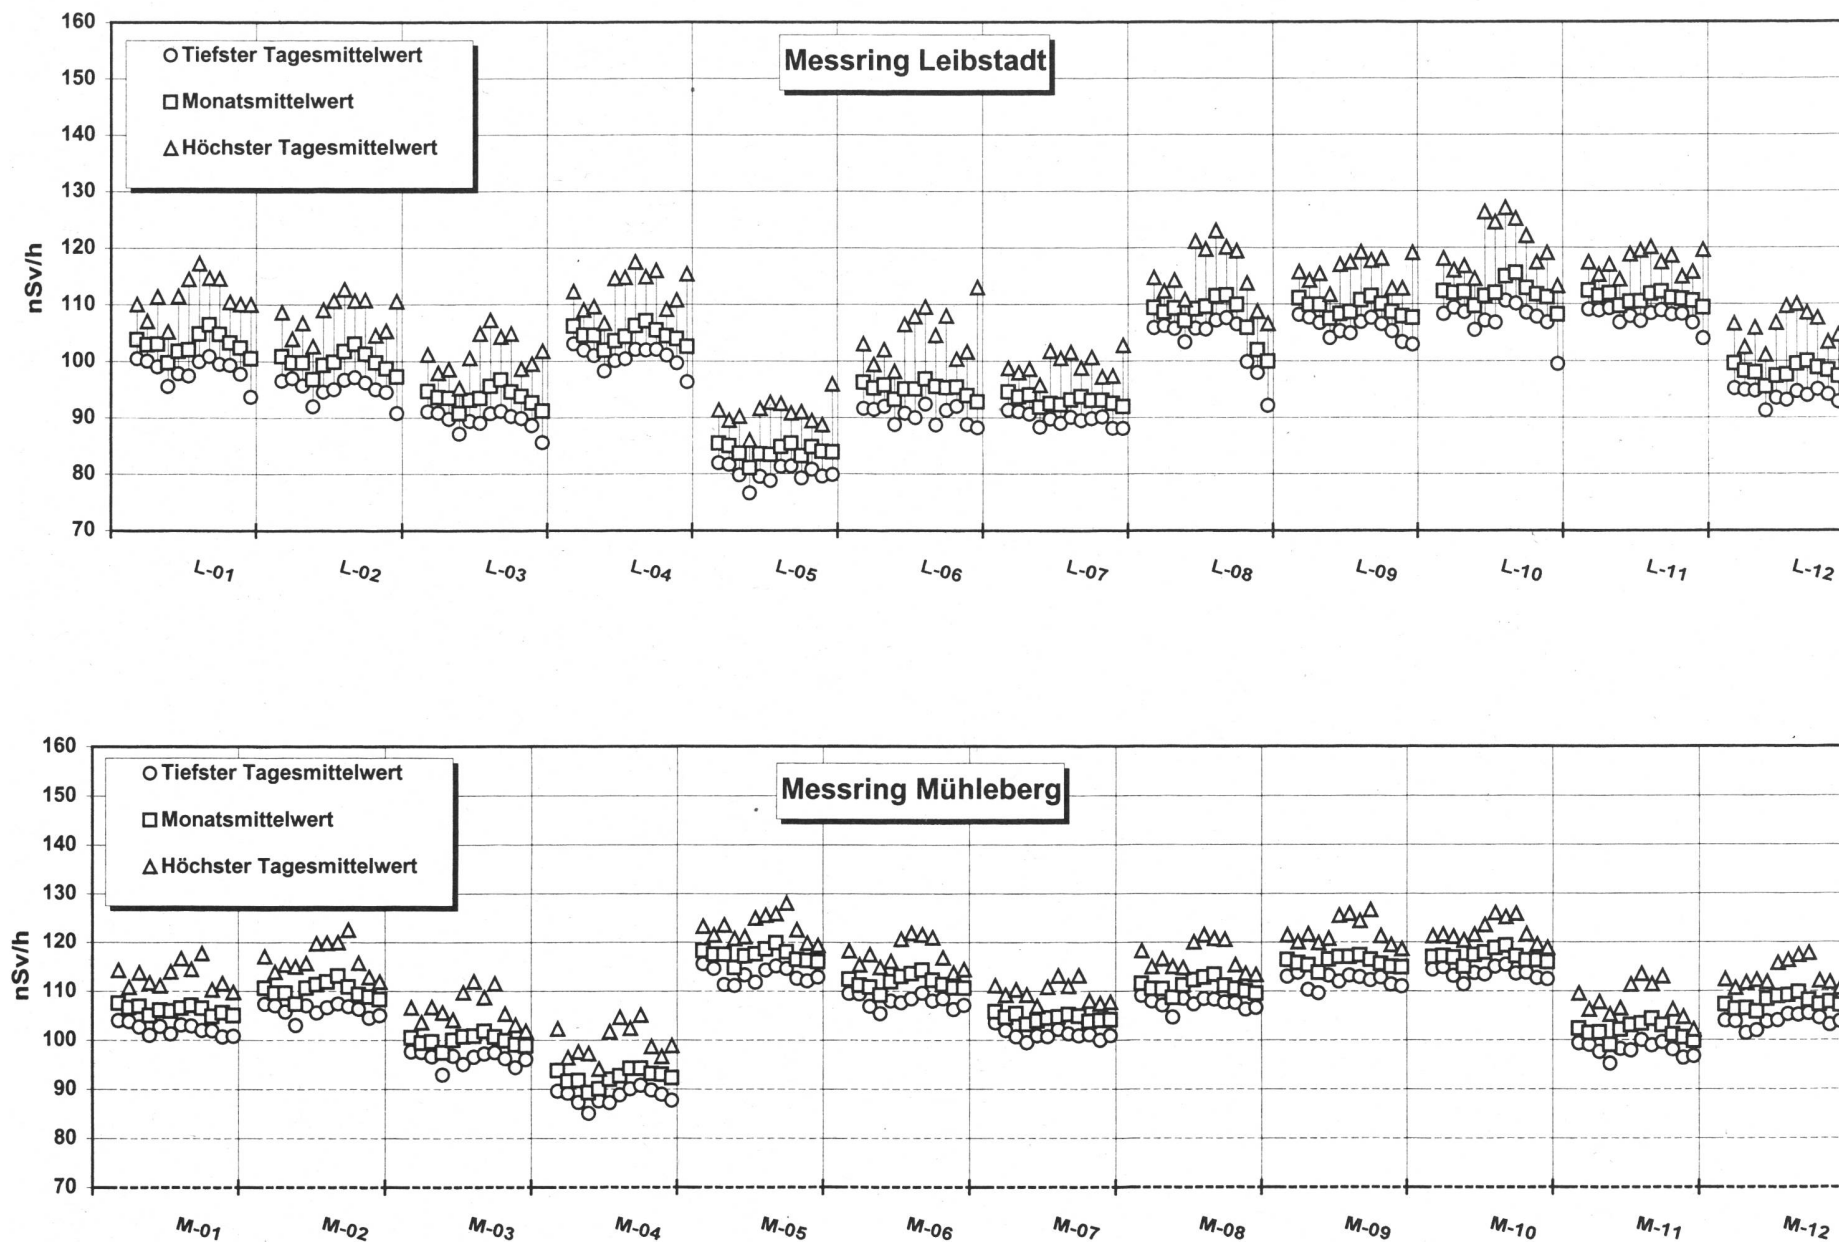 160
150
140
130
120
110
100
90
80
70
nSv/h
Tiefster Tagesmittelwert
Monatsmittelwert
Höchster Tagesmittelwert
Messring Leibstadt
L-01 L-02 L-03 L-04 L-05 L-06 L-07 L-08 L-09 L-10 L-11 L-12
160
150
140
130
120
110
100
90
80
70
nSv/h
Tiefster Tagesmittelwert
Monatsmittelwert
Höchster Tagesmittelwert
Messring Mühleberg
M-01 M-02 M-03 M-04 M-05 M-06 M-07 M-08 M-09 M-10 M-11 M-12